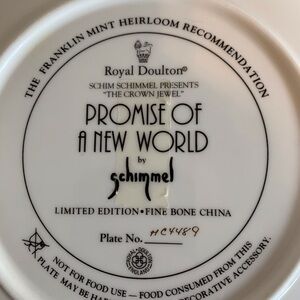 THE FRANKLIN MINT HEIRLOOM RECOMMENDATION
Royal Doulton®
SCHIM SCHIMMEL PRESENTS
"THE CROWN JEWEL"
PROMISE OF
A NEW WORLD
by
schimmel
LIMITED EDITION • FINE BONE CHINA
Plate No. HC4489
NOT FOR FOOD USE — FOOD CONSUMED FROM THIS
PLATE MAY BE HAR DECORATIVE ACCESSORY.